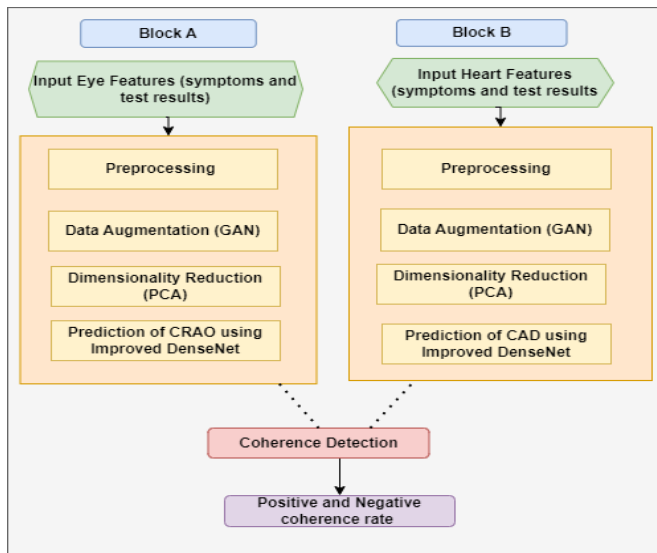 Block A
Input Eye Features (symptoms and
test results)
Preprocessing
Data Augmentation (GAN)
Dimensionality Reduction
(PCA)
Prediction of CRAO using
Improved DenseNet
Block B
Input Heart Features
(symptoms and test results
Preprocessing
Data Augmentation (GAN)
Dimensionality Reduction
(PCA)
Prediction of CAD using
Improved DenseNet
Coherence Detection
Positive and Negative
coherence rate